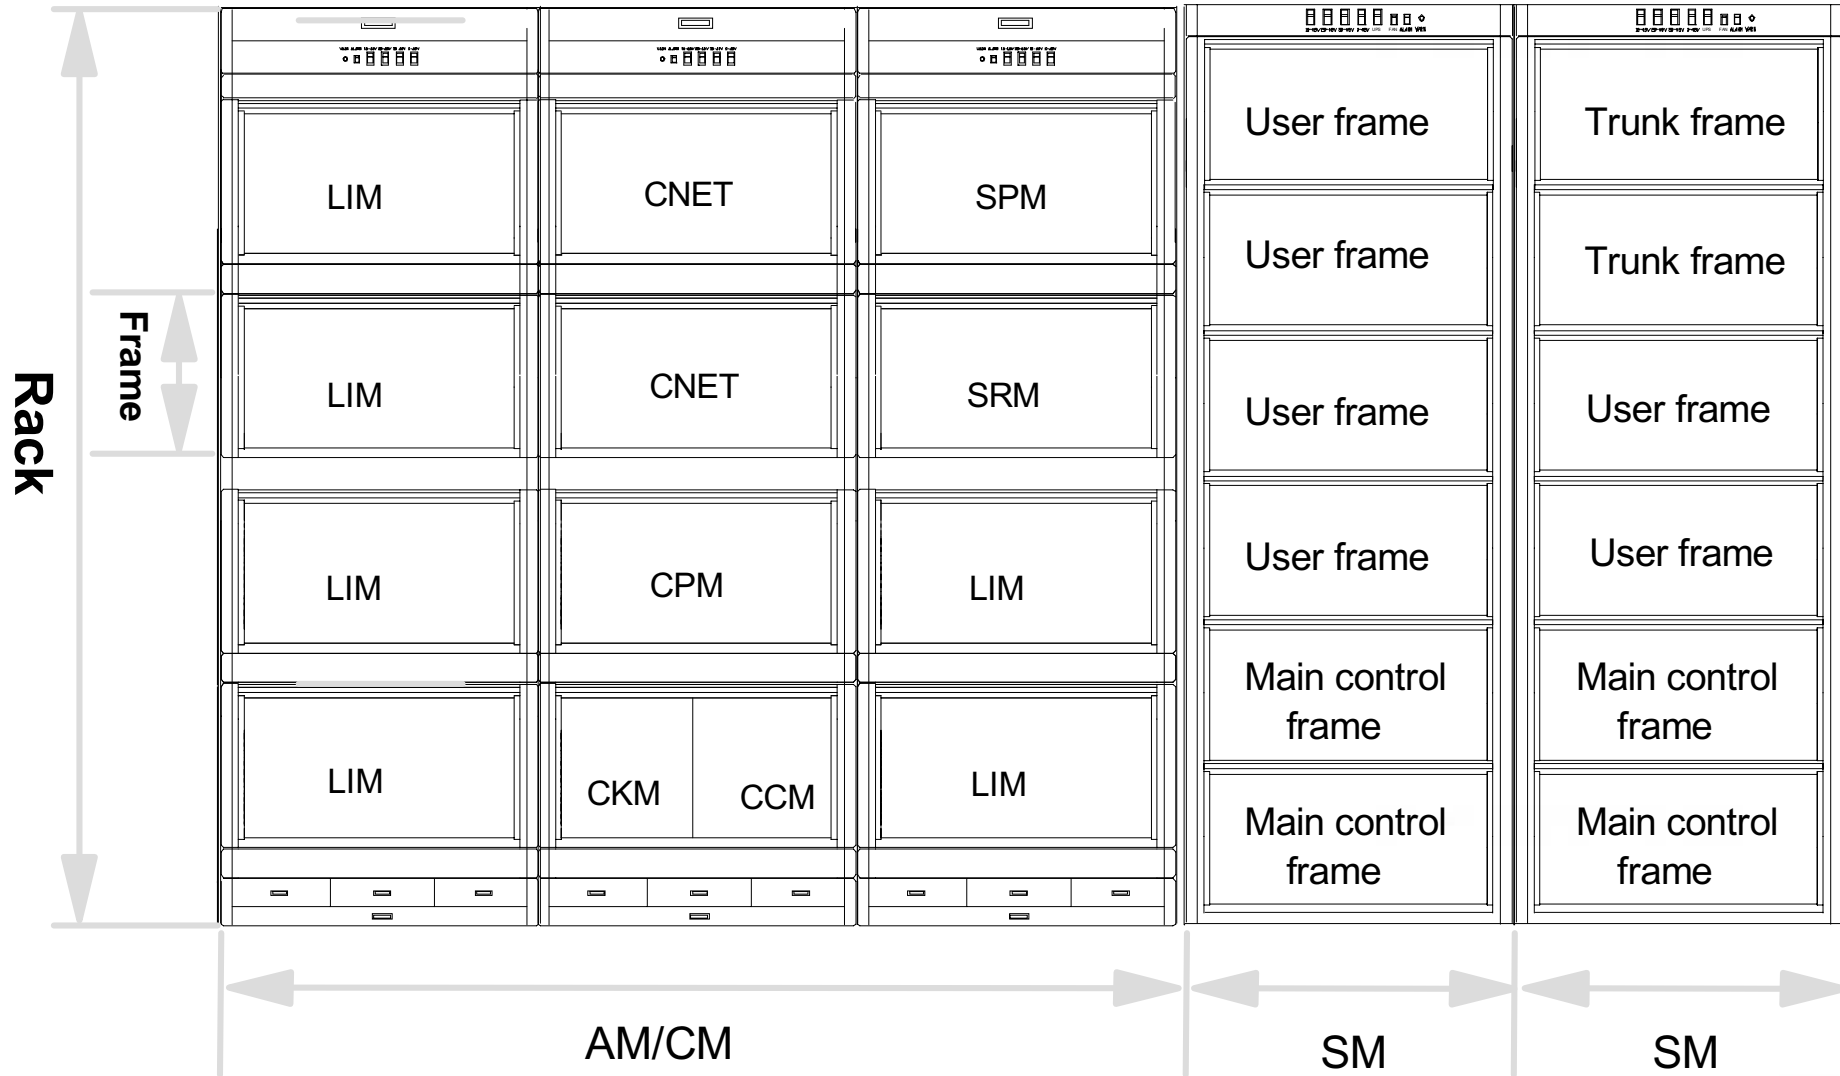 Rack
Frame
LIM
CNET
SPM
LIM
CNET
SRM
LIM
CPM
LIM
LIM
CKM
CCM
LIM
User frame
User frame
User frame
User frame
Main control
frame
Main control
frame
Trunk frame
Trunk frame
User frame
User frame
Main control
frame
Main control
frame
AM/CM
SM
SM